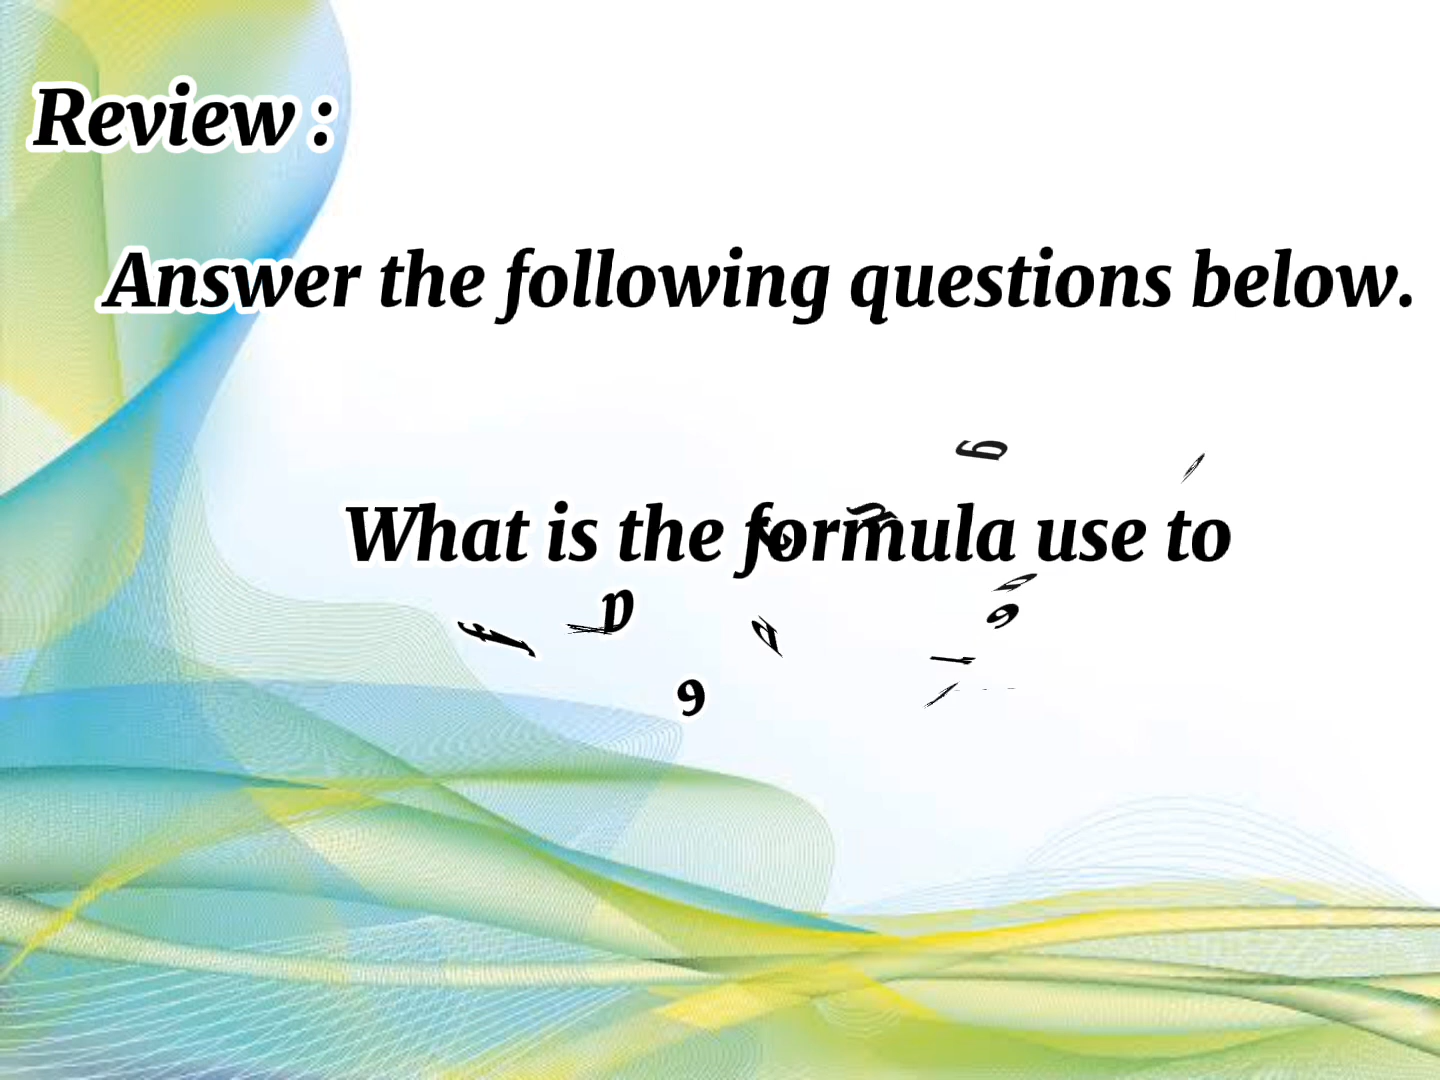 Review :
Answer the following questions below.
What is the formula use to